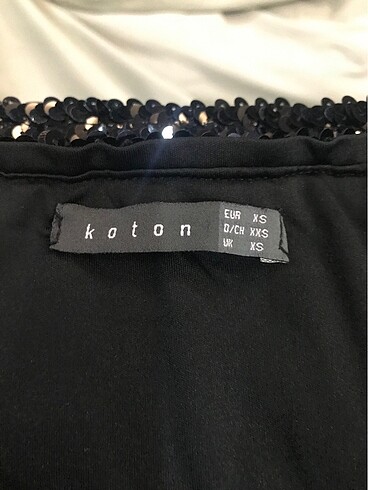 koton
EUR XS
D/CH XXS
UK XS